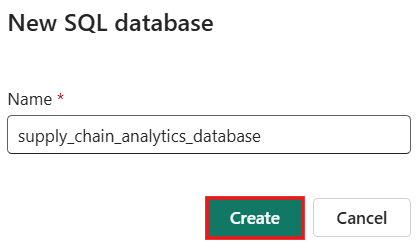 New SQL database
Name *
supply_chain_analytics_database
Create
Cancel